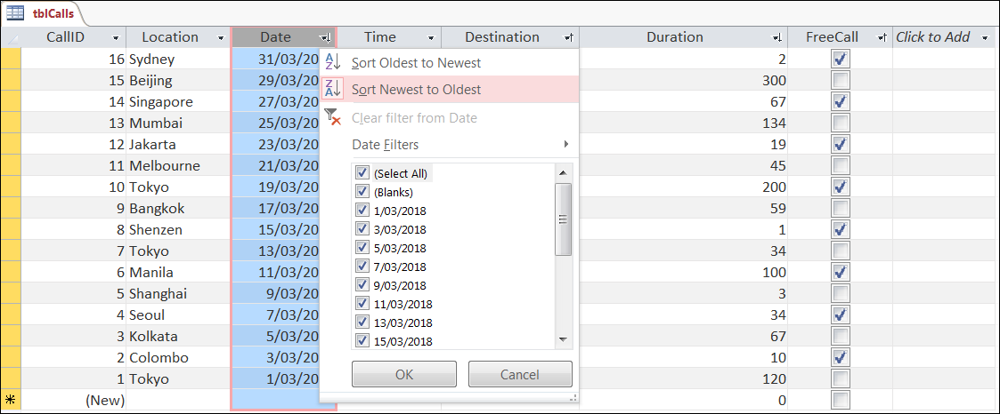 tblCalls
CallID Location Date Time Destination Duration FreeCall Click to Add
16 Sydney 31/03/20 Sort Oldest to Newest 2
15 Beijing 29/03/20 Sort Newest to Oldest 300
14 Singapore 27/03/20 67
13 Mumbai 25/03/20 Clear filter from Date 134
12 Jakarta 23/03/20 Date Filters 19
11 Melbourne 21/03/20 (Select All) 45
10 Tokyo 19/03/20 (Blanks) 200
9 Bangkok 17/03/20 1/03/2018 59
8 Shenzen 15/03/20 3/03/2018 1
7 Tokyo 13/03/20 5/03/2018 34
6 Manila 11/03/20 7/03/2018 100
5 Shanghai 9/03/20 9/03/2018 3
4 Seoul 7/03/20 11/03/2018 34
3 Kolkata 5/03/20 13/03/2018 67
2 Colombo 3/03/20 15/03/2018 10
1 Tokyo 1/03/20 OK Cancel 120
(New) 0